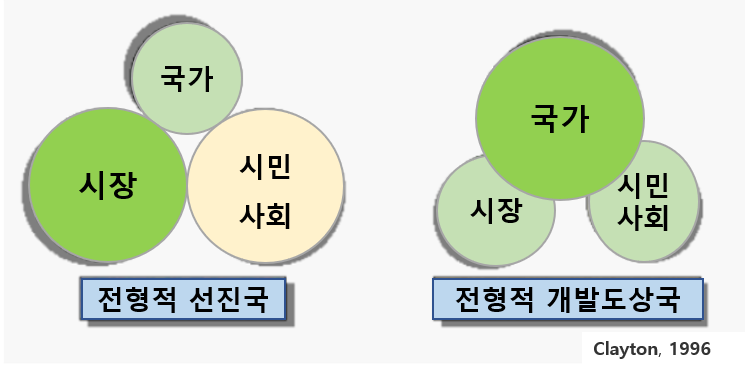 국가
시장
시민
사회
전형적 선진국
국가
시장
시민
사회
전형적 개발도상국
Clayton, 1996